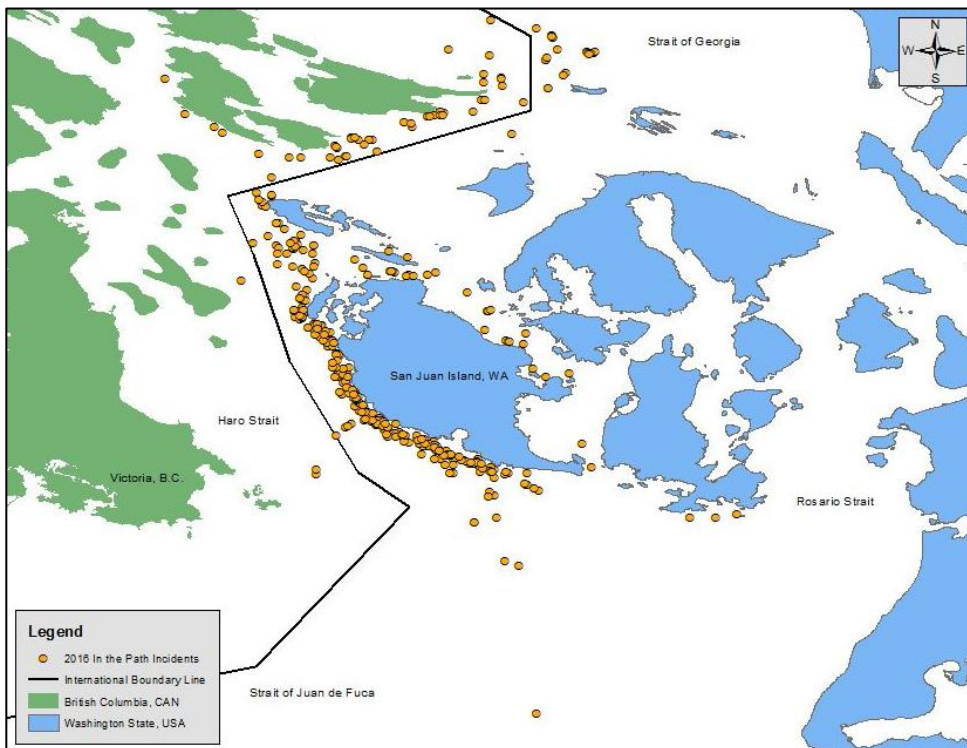 Strait of Georgia
N
W E
S
San Juan Island, WA
Haro Strait
Victoria, B.C.
Rosario Strait
Legend
2016 In the Path Incidents
International Boundary Line
British Columbia, CAN
Washington State, USA
Strait of Juan de Fuca